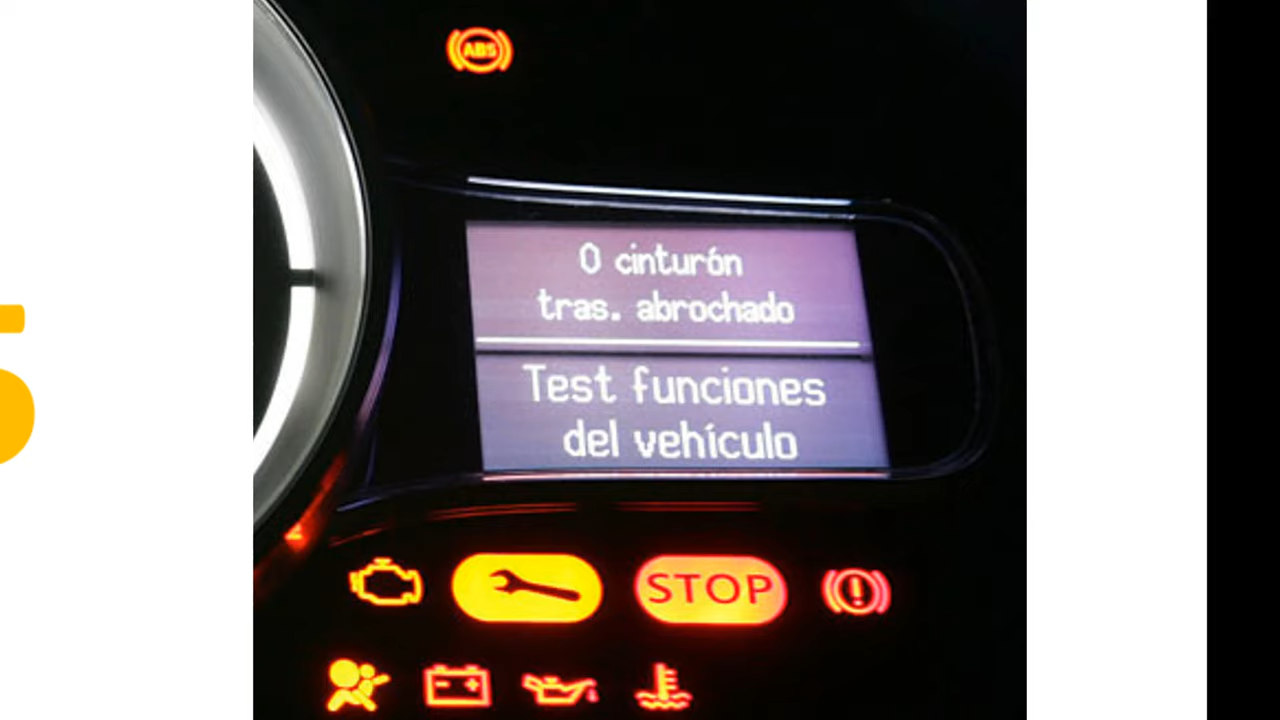 ABS
0 cinturón
tras. abrochado
Test funciones
del vehículo
STOP